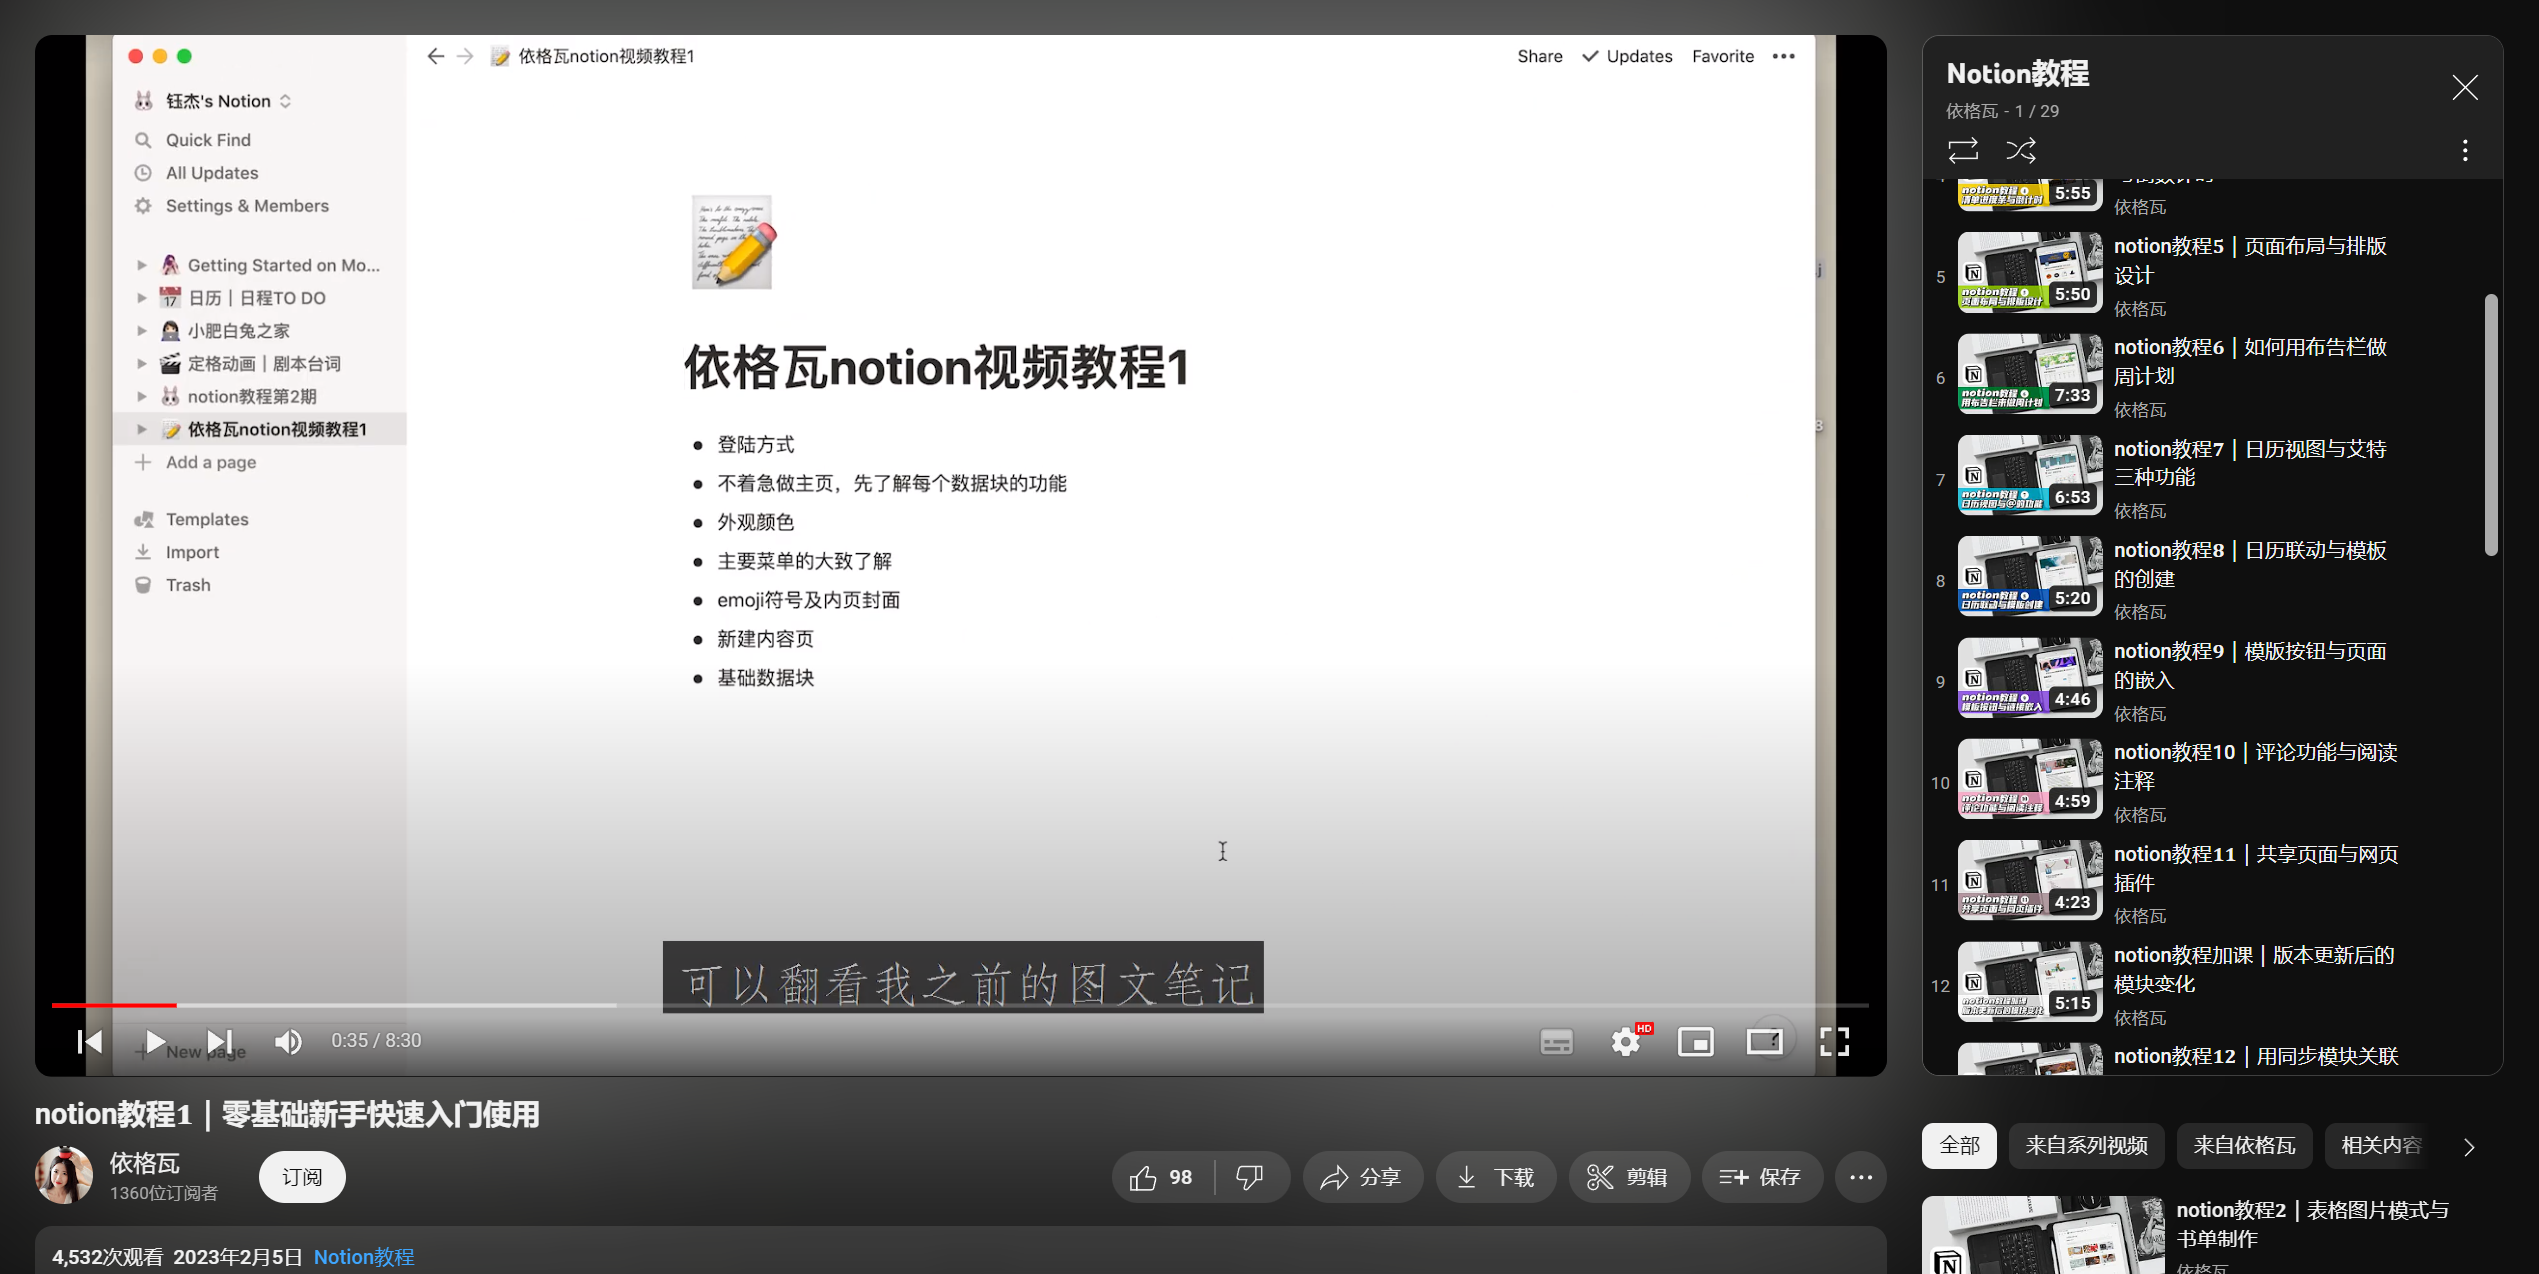 依格瓦notion视频教程1
Share
Updates
Favorite
钰杰's Notion
Quick Find
All Updates
Settings & Members
Getting Started on Mo...
日历｜日程TO DO
小肥白兔之家
定格动画｜剧本台词
notion教程第2期
依格瓦notion视频教程1
Add a page
Templates
Import
Trash
New page
依格瓦notion视频教程1
登陆方式
不着急做主页，先了解每个数据块的功能
外观颜色
主要菜单的大致了解
emoji符号及内页封面
新建内容页
基础数据块
可以翻看我之前的图文笔记
0:35 / 8:30
HD
notion教程1｜零基础新手快速入门使用
依格瓦
1360位订阅者
订阅
98
分享
下载
剪辑
保存
4,532次观看 2023年2月5日 Notion教程
Notion教程
依格瓦 - 1 / 29
5:55
依格瓦
5
5:50
notion教程5｜页面布局与排版
设计
依格瓦
6
7:33
notion教程6｜如何用布告栏做
周计划
依格瓦
7
6:53
notion教程7｜日历视图与艾特
三种功能
依格瓦
8
5:20
notion教程8｜日历联动与模板
的创建
依格瓦
9
4:46
notion教程9｜模版按钮与页面
的嵌入
依格瓦
10
4:59
notion教程10｜评论功能与阅读
注释
依格瓦
11
4:23
notion教程11｜共享页面与网页
插件
依格瓦
12
5:15
notion教程加课｜版本更新后的
模块变化
依格瓦
notion教程12｜用同步模块关联
全部
来自系列视频
来自依格瓦
相关内容
notion教程2｜表格图片模式与
书单制作
依格瓦